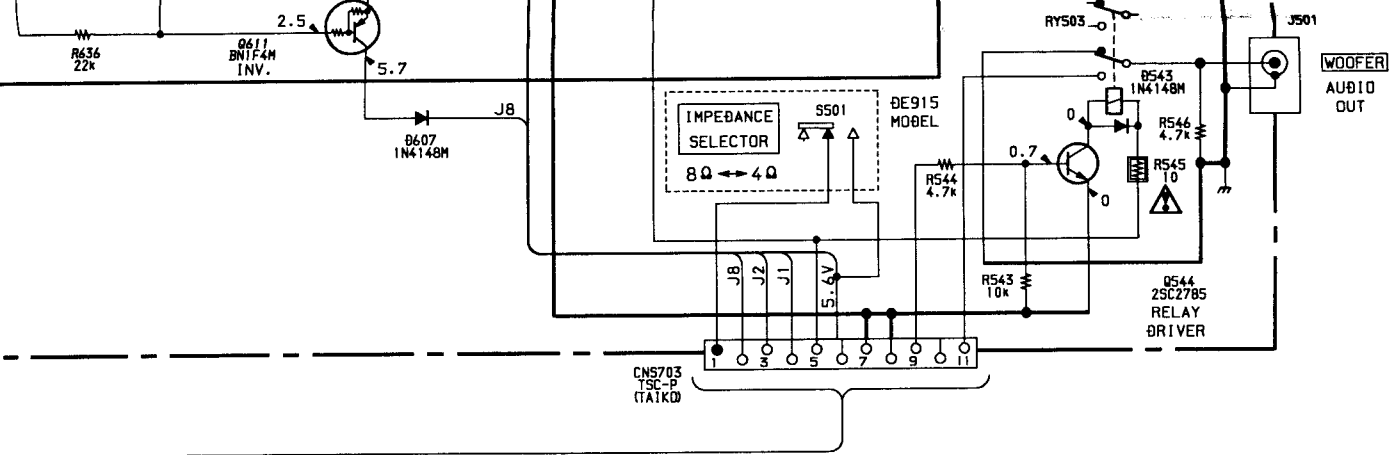 2.5
R636
22k
Q611
BN1F4M
INV.
5.7
J8
D607
1N4148M
IMPEDANCE
SELECTOR
8Ω ↔ 4Ω
S501
DE915
MODEL
RY503
J501
WOOFER
AUDIO
OUT
D543
1N4148M
0
0.7
0
R546
4.7k
R545
10
R544
4.7k
R543
10k
Q544
2SC2785
RELAY
DRIVER
J8
J2
J1
5.6V
1 3 5 7 9 11
CNS703
TSC-P
(TAIKO)